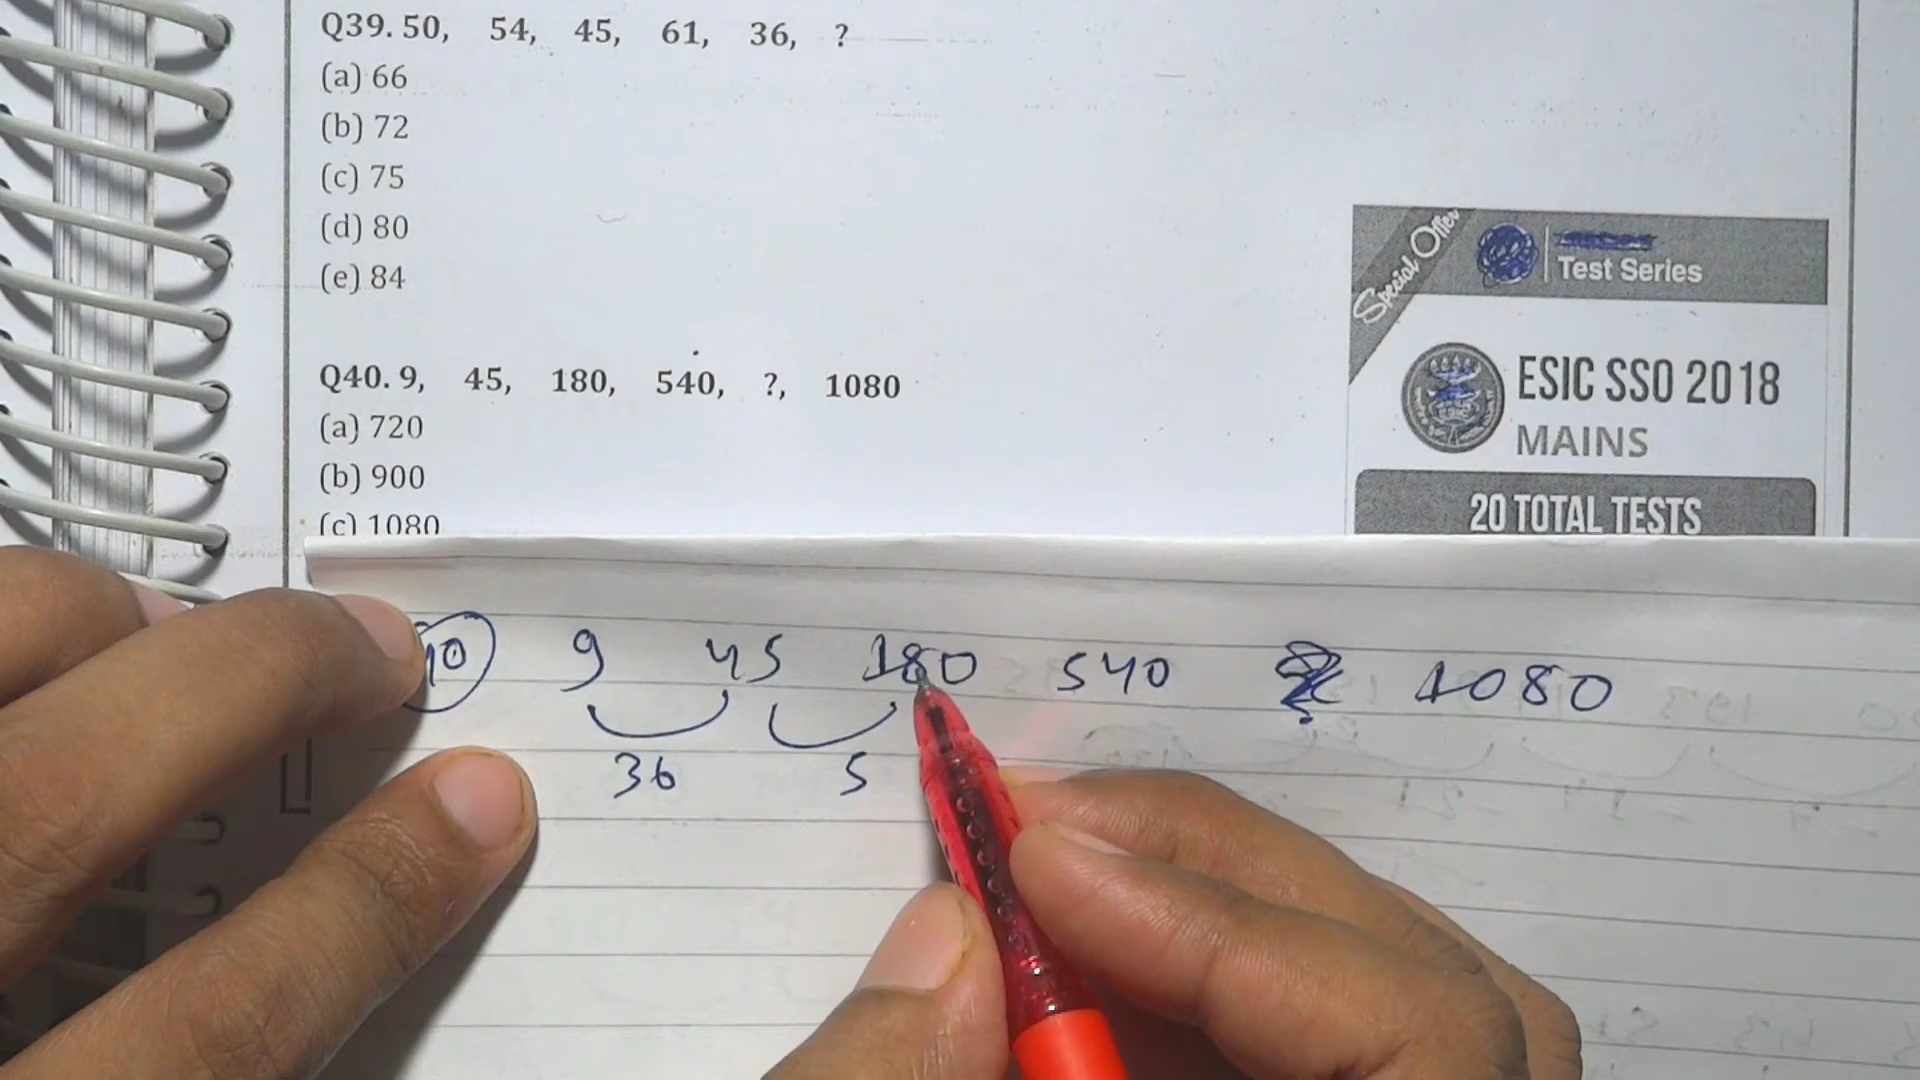 Q39. 50, 54, 45, 61, 36, ?
(a) 66
(b) 72
(c) 75
(d) 80
(e) 84
Special Offer
Test Series
ESIC SSO 2018
MAINS
20 TOTAL TESTS
Q40. 9, 45, 180, 540, ?, 1080
(a) 720
(b) 900
(c) 1080
40 9 45 180 540 ? 1080
36 5